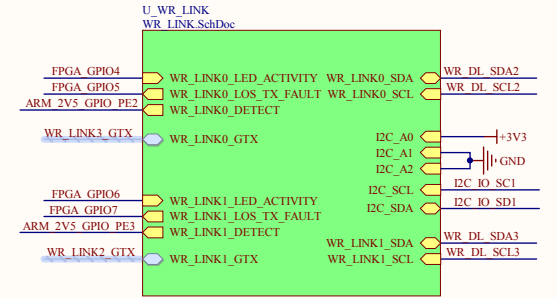 U_WR_LINK
WR_LINK.SchDoc
FPGA_GPIO4 WR_LINK0_LED_ACTIVITY WR_LINK0_SDA WR_DL_SDA2
FPGA_GPIO5 WR_LINK0_LOS_TX_FAULT WR_LINK0_SCL WR_DL_SCL2
ARM_2V5_GPIO_PE2 WR_LINK0_DETECT
WR_LINK3_GTX WR_LINK0_GTX I2C_A0 +3V3
I2C_A1
GND
I2C_A2
FPGA_GPIO6 WR_LINK1_LED_ACTIVITY I2C_SCL I2C_IO_SC1
FPGA_GPIO7 WR_LINK1_LOS_TX_FAULT I2C_SDA I2C_IO_SD1
ARM_2V5_GPIO_PE3 WR_LINK1_DETECT
WR_LINK1_SDA WR_DL_SDA3
WR_LINK2_GTX WR_LINK1_GTX WR_LINK1_SCL WR_DL_SCL3